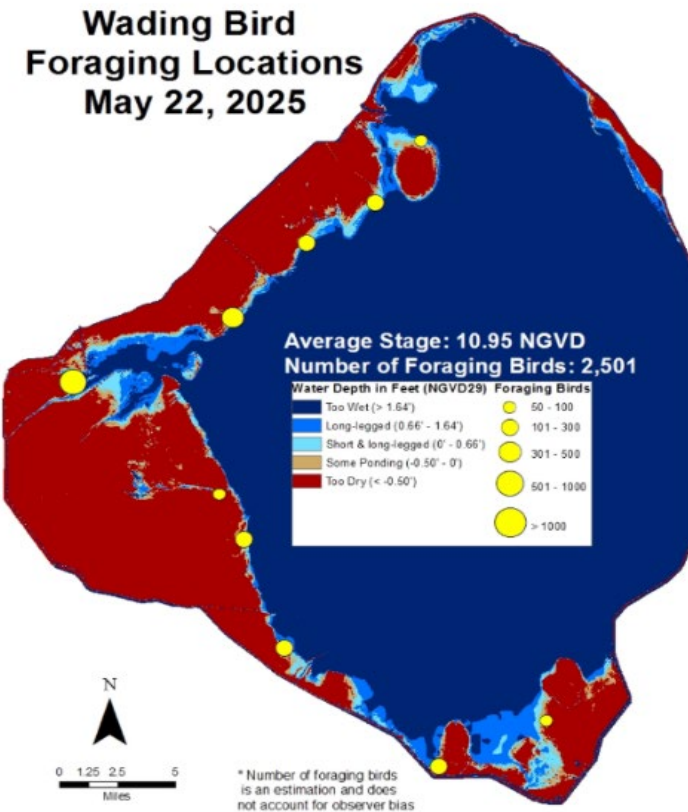 Wading Bird
Foraging Locations
May 22, 2025
Average Stage: 10.95 NGVD
Number of Foraging Birds: 2,501
Water Depth in Feet (NGVD29) Foraging Birds
Too Wet (> 1.64')
Long-legged (0.66' - 1.64')
Short & long-legged (0' - 0.66')
Some Ponding (-0.50' - 0')
Too Dry (< -0.50')
50 - 100
101 - 300
301 - 500
501 - 1000
> 1000
N
0 1.25 2.5 5
Miles
* Number of foraging birds
is an estimation and does
not account for observer bias